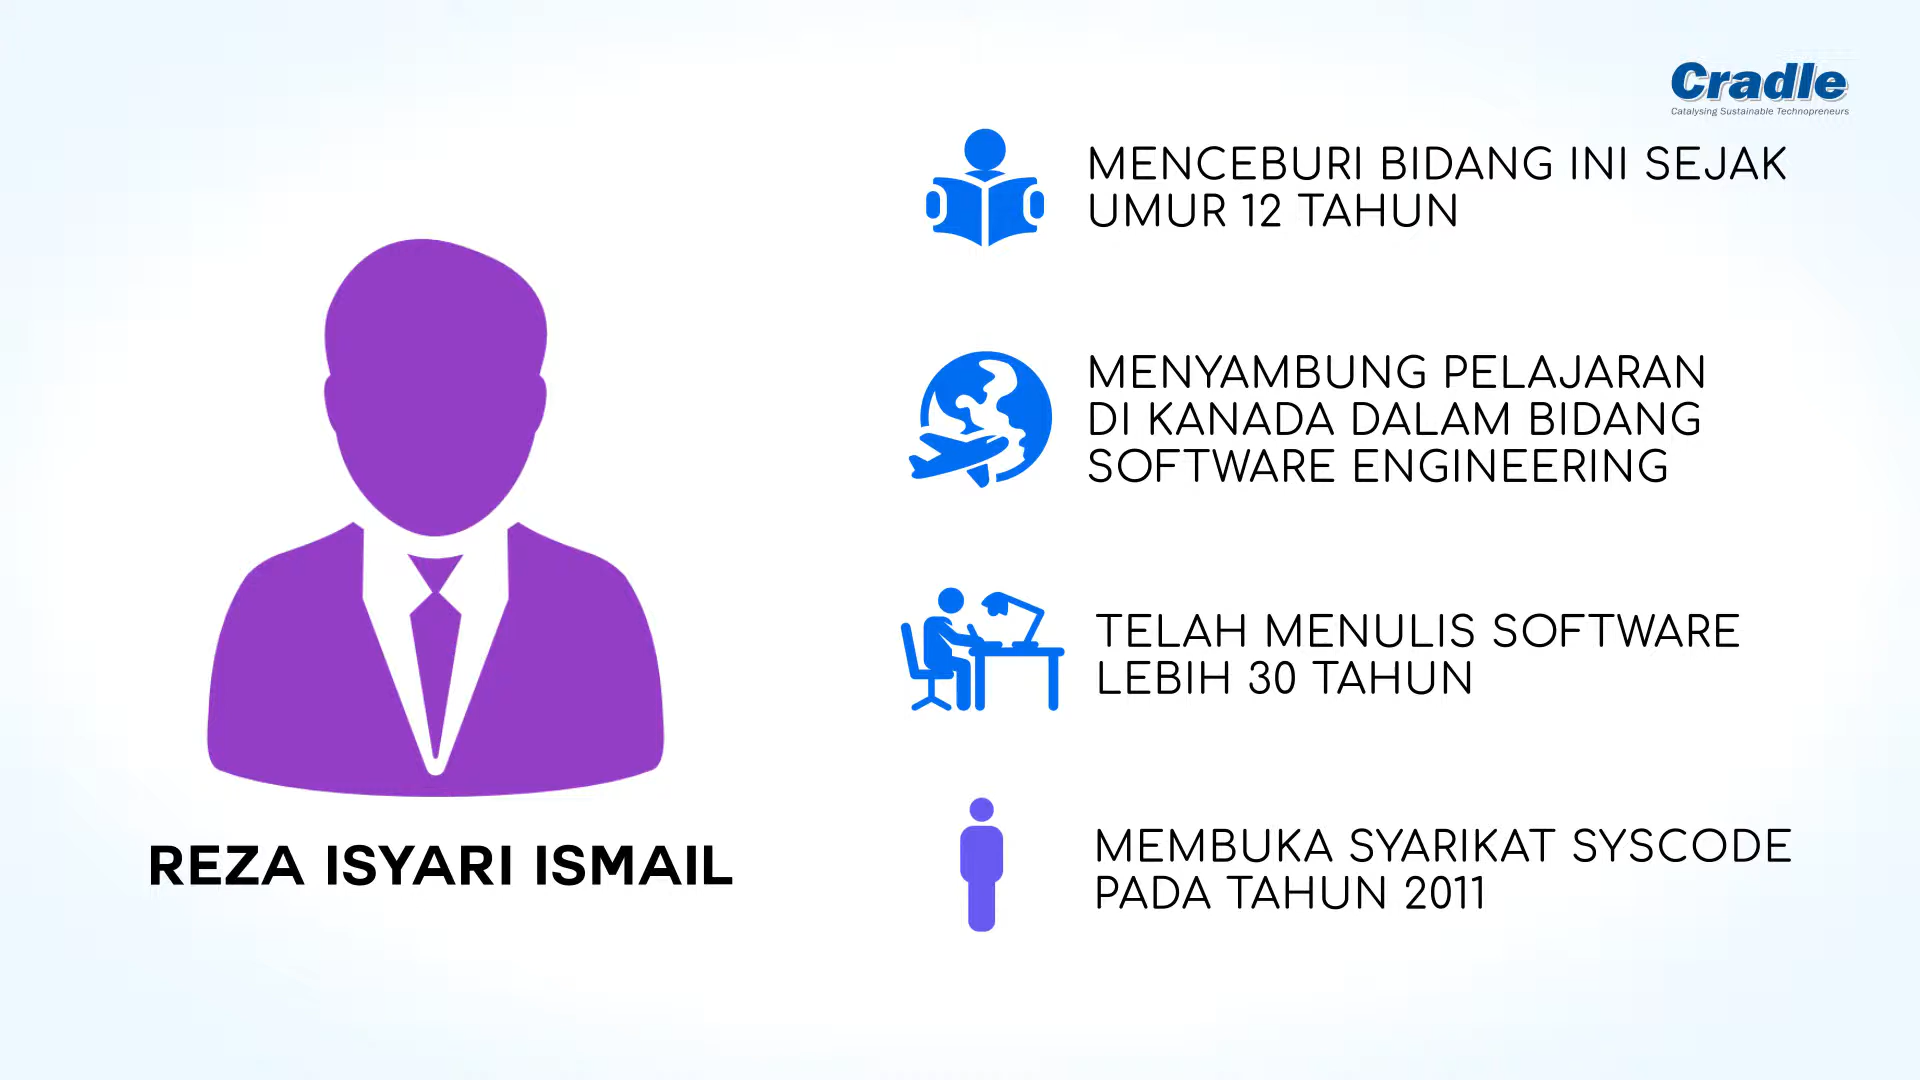 Cradle
Catalysing Sustainable Technopreneurs
MENCEBURI BIDANG INI SEJAK
UMUR 12 TAHUN
MENYAMBUNG PELAJARAN
DI KANADA DALAM BIDANG
SOFTWARE ENGINEERING
TELAH MENULIS SOFTWARE
LEBIH 30 TAHUN
MEMBUKA SYARIKAT SYSCODE
PADA TAHUN 2011
REZA ISYARI ISMAIL